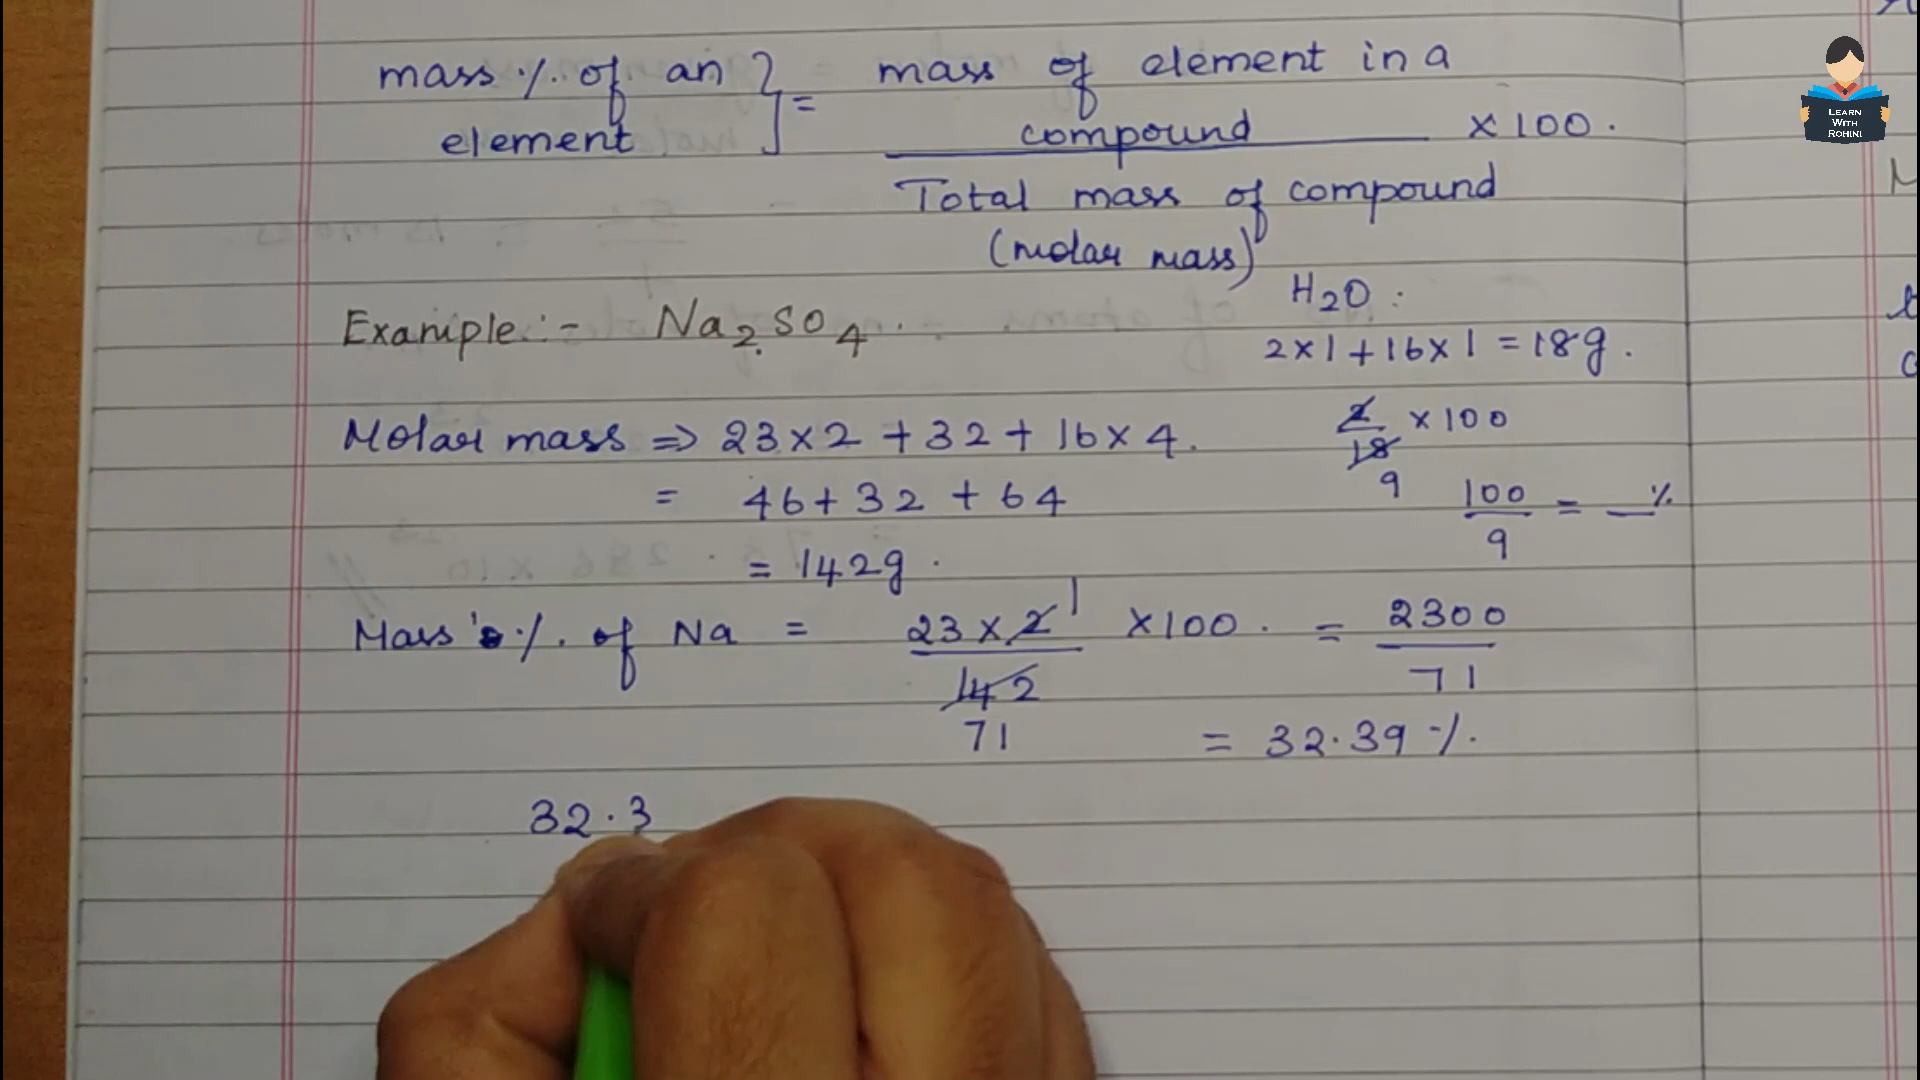 mass % of an element } = mass of element in a compound / Total mass of compound (molar mass) × 100.
Example:- Na₂SO₄.
H₂O :
2×1+16×1=18g.
Molar mass ⇒ 23×2 +32+16×4.
= 46+32+64
= 142g.
2/18 ×100
9
100/9 = __%
Mass % of Na = 23×2/142 ×100. = 2300/71
1
71
= 32.39%.
32.3
LEARN
WITH
ROHINI